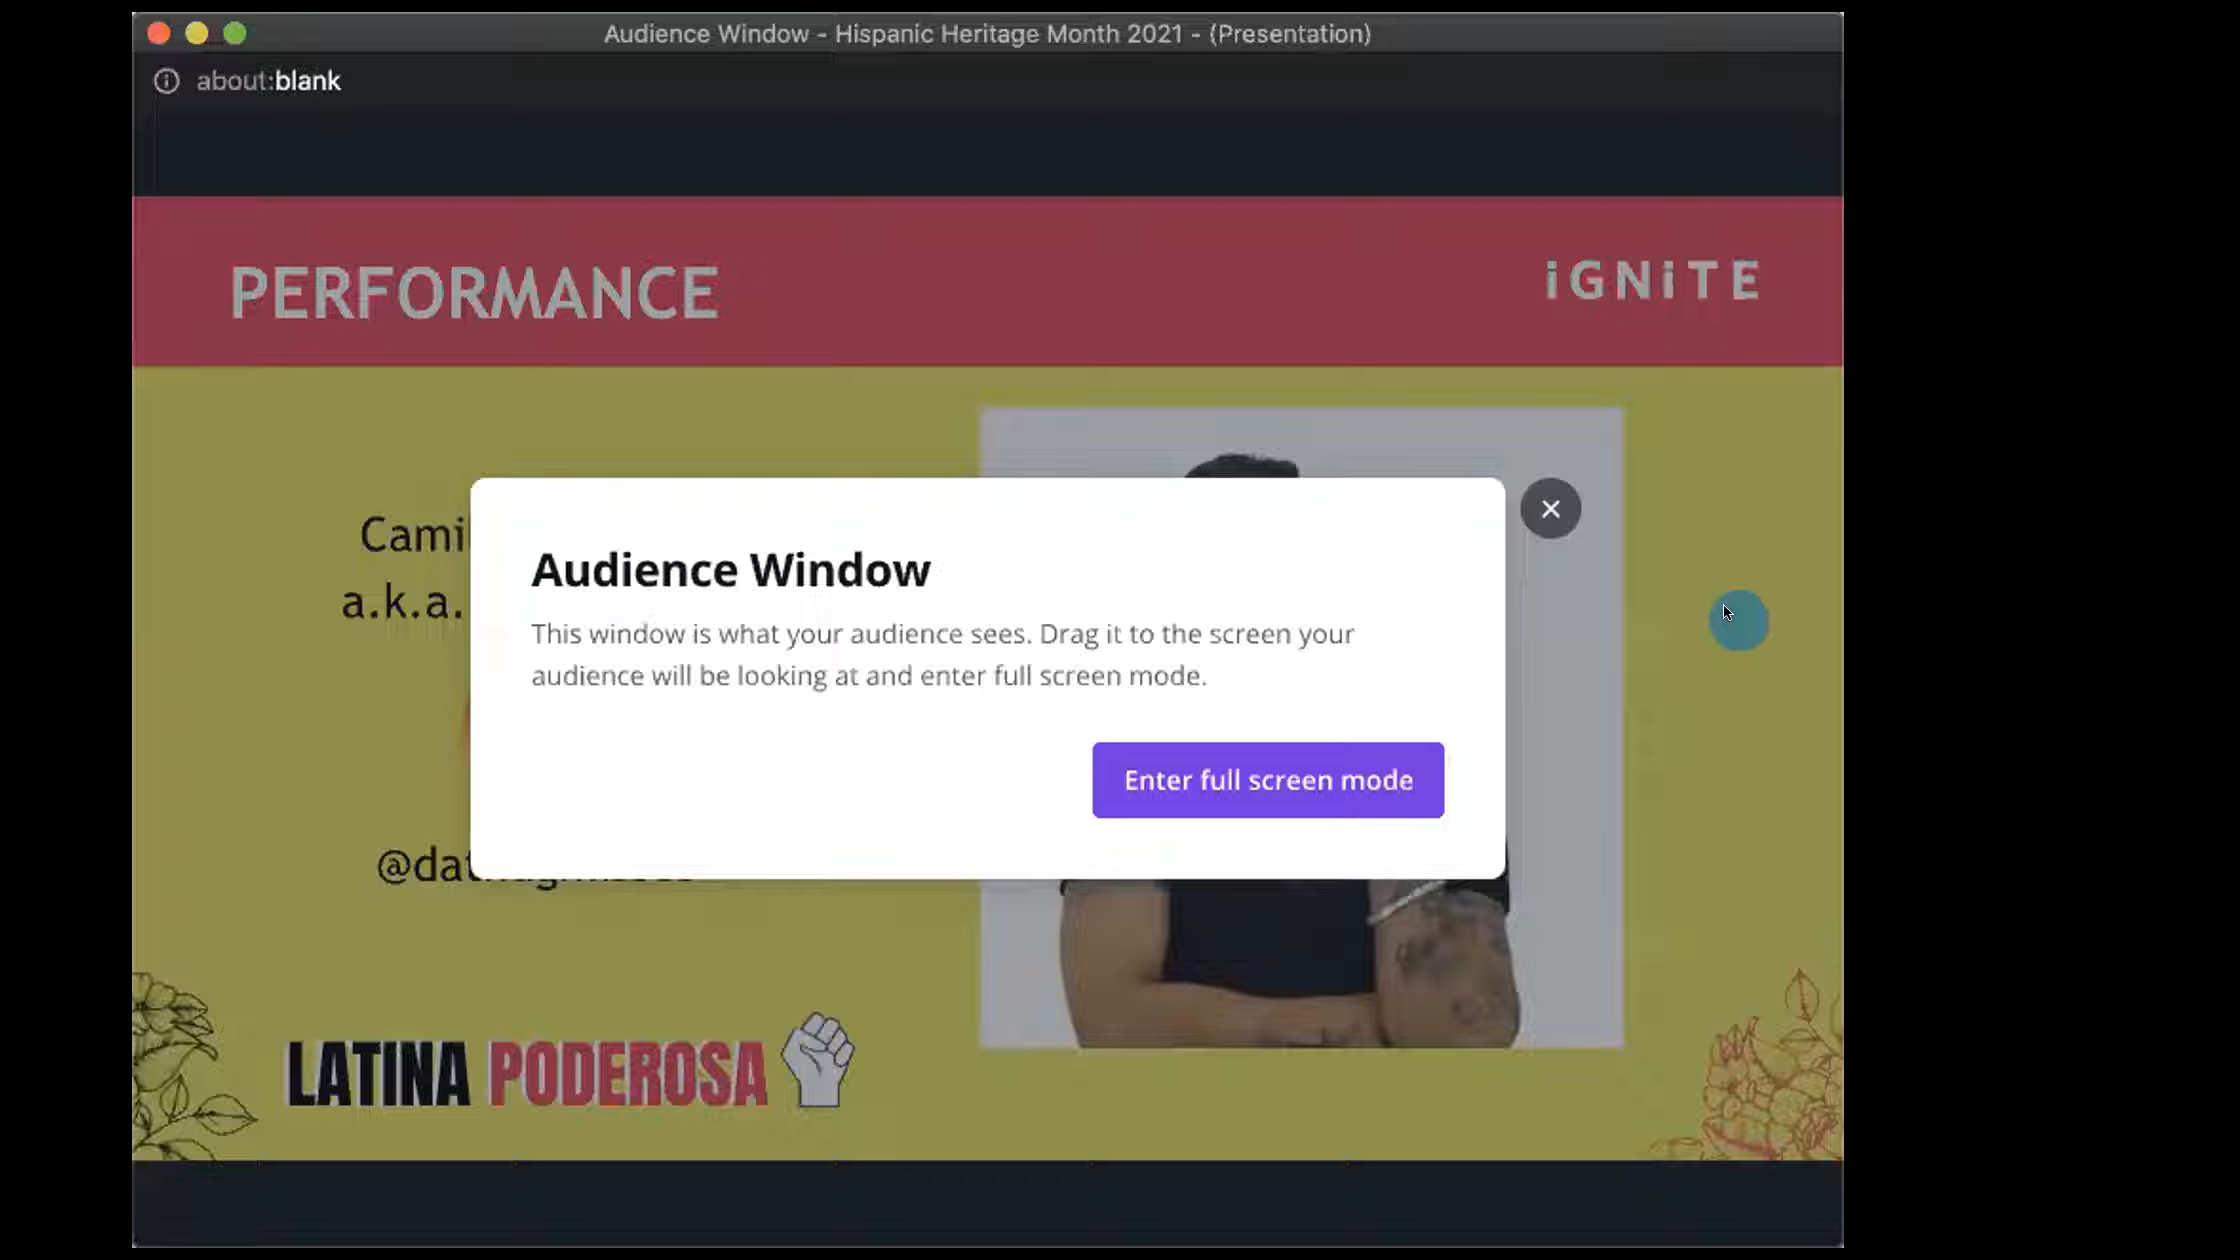 Audience Window - Hispanic Heritage Month 2021 - (Presentation)
about:blank
PERFORMANCE
iGNiTE
Cami
a.k.a.
Audience Window
This window is what your audience sees. Drag it to the screen your
audience will be looking at and enter full screen mode.
Enter full screen mode
LATINA PODEROSA